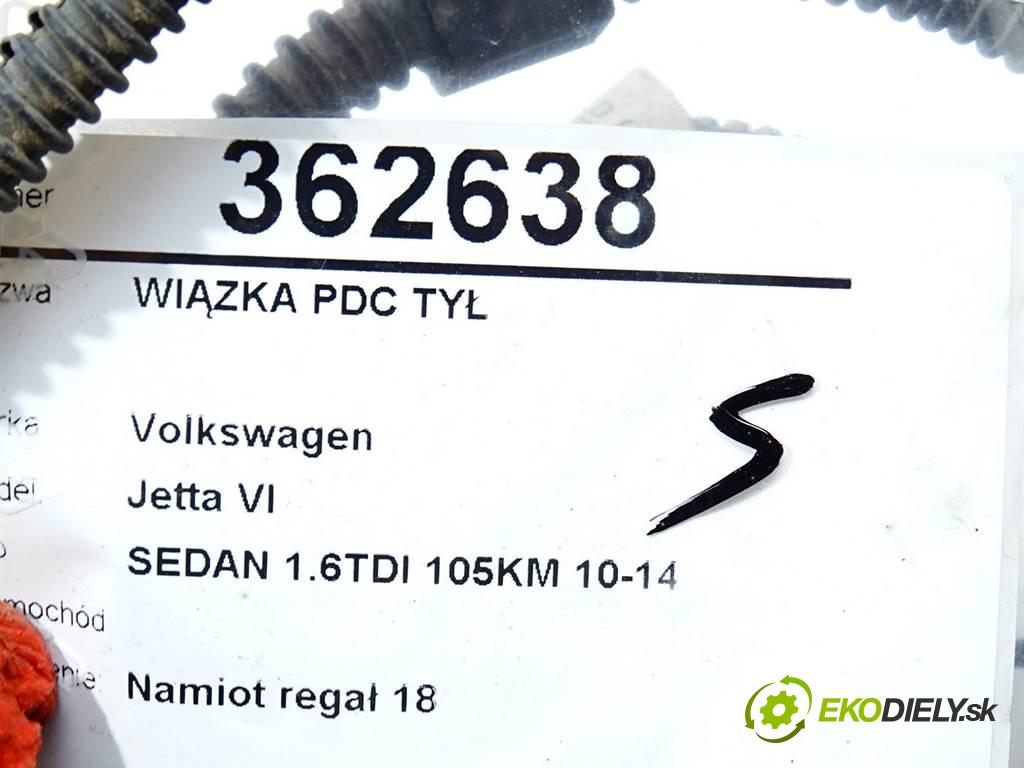 362638
WIĄZKA PDC TYŁ
S
Volkswagen
Jetta VI
SEDAN 1.6TDI 105KM 10-14
Namiot regał 18
EKODIELY.sk